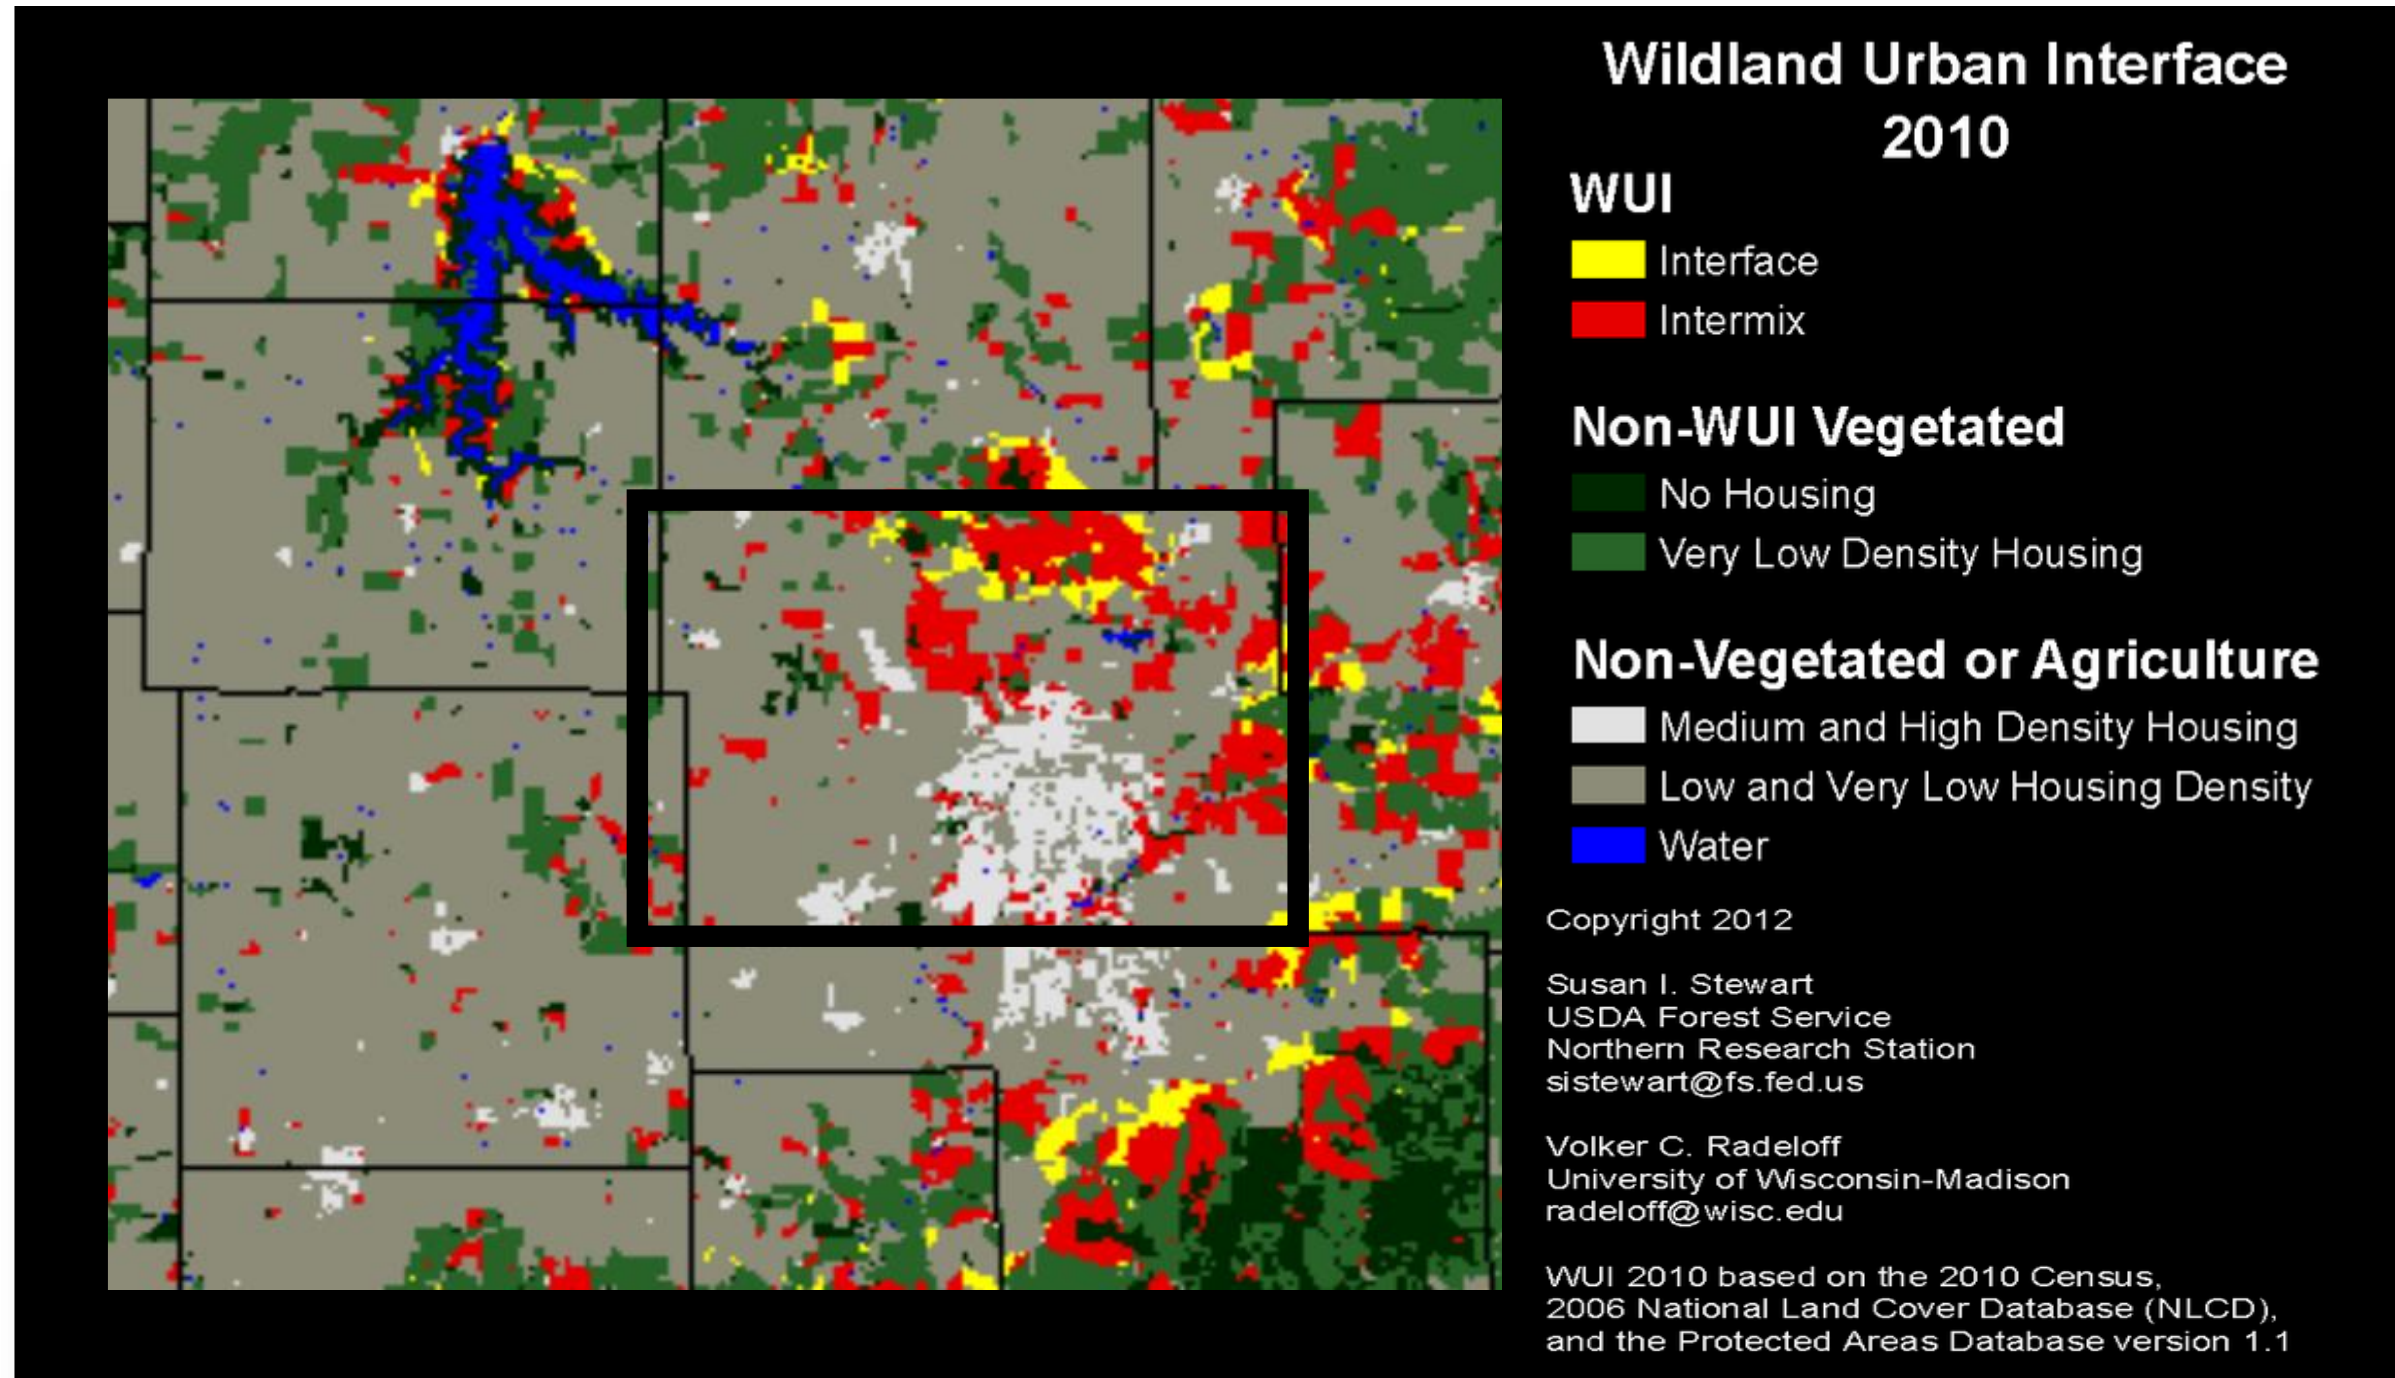 Wildland Urban Interface
2010
WUI
Interface
Intermix
Non-WUI Vegetated
No Housing
Very Low Density Housing
Non-Vegetated or Agriculture
Medium and High Density Housing
Low and Very Low Housing Density
Water
Copyright 2012
Susan I. Stewart
USDA Forest Service
Northern Research Station
sistewart@fs.fed.us
Volker C. Radeloff
University of Wisconsin-Madison
radeloff@wisc.edu
WUI 2010 based on the 2010 Census,
2006 National Land Cover Database (NLCD),
and the Protected Areas Database version 1.1